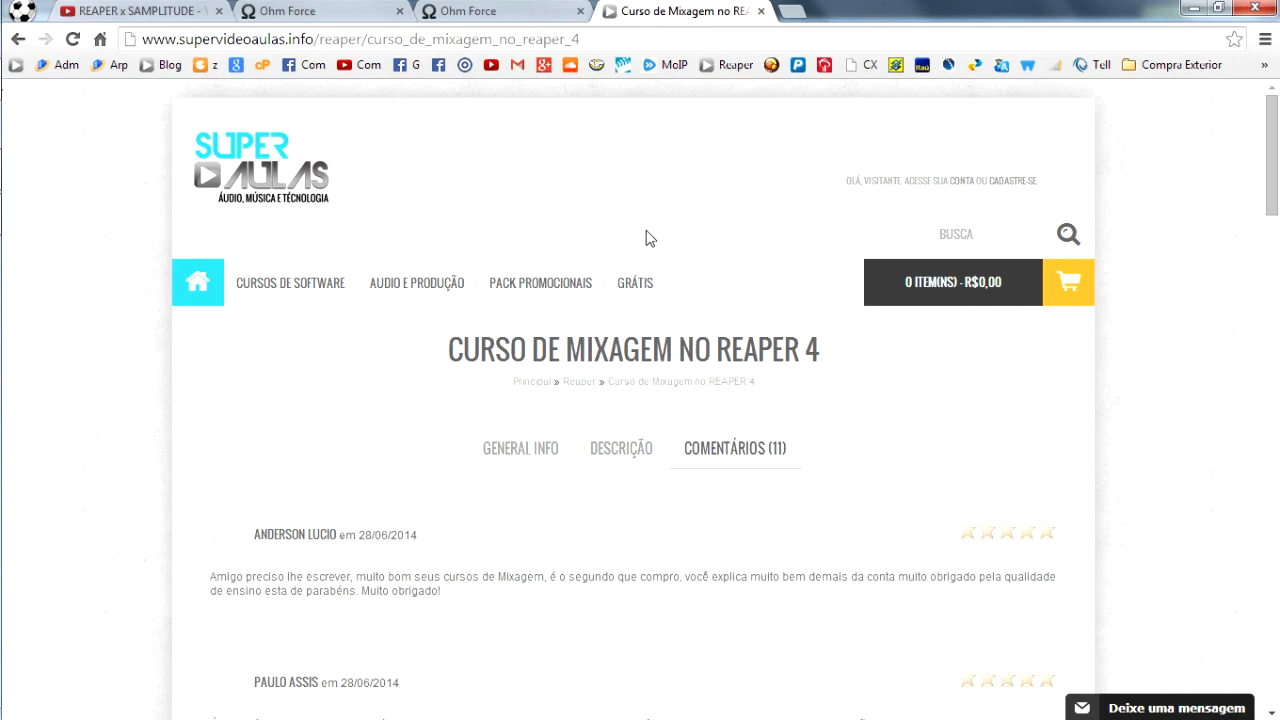 REAPER x SAMPLITUDE -
Ohm Force
Ohm Force
Curso de Mixagem no RE
www.supervideoaulas.info/reaper/curso_de_mixagem_no_reaper_4
Adm
Arp
Blog
z
Com
Com
G
MoIP
Reaper
CX
Tell
Compra Exterior
»
SUPER
AULAS
ÁUDIO, MÚSICA E TÉCNOLOGIA
OLÁ, VISITANTE. ACESSE SUA CONTA OU CADASTRE-SE
BUSCA
CURSOS DE SOFTWARE
AUDIO E PRODUÇÃO
PACK PROMOCIONAIS
GRÁTIS
0 ITEM(NS) - R$0,00
CURSO DE MIXAGEM NO REAPER 4
Principal » Reaper » Curso de Mixagem no REAPER 4
GENERAL INFO
DESCRIÇÃO
COMENTÁRIOS (11)
ANDERSON LUCIO em 28/06/2014
Amigo preciso lhe escrever, muito bom seus cursos de Mixagem, é o segundo que compro, você explica muito bem demais da conta muito obrigado pela qualidade
de ensino esta de parabéns. Muito obrigado!
PAULO ASSIS em 28/06/2014
Deixe uma mensagem